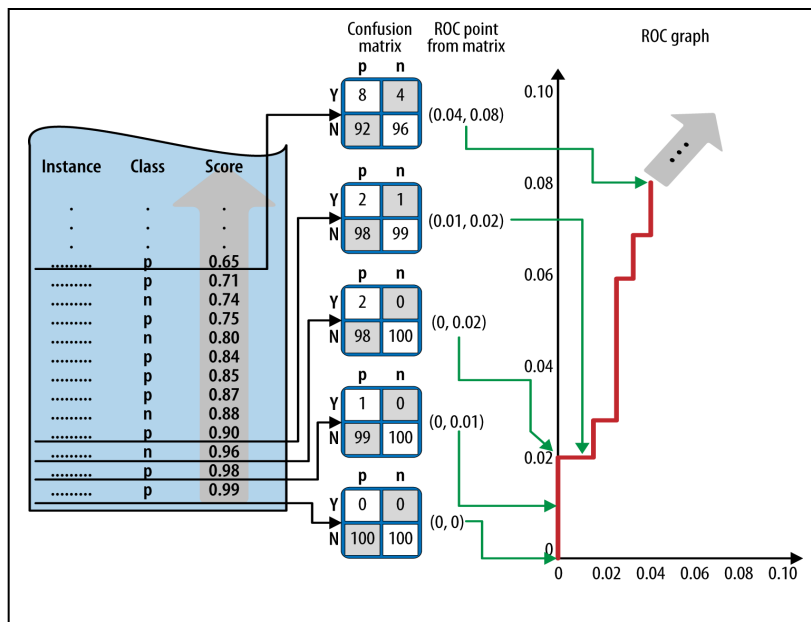 Confusion matrix
ROC point from matrix
ROC graph
Instance Class Score
. . .
. . .
. . .
......... p 0.65
......... p 0.71
......... n 0.74
......... p 0.75
......... n 0.80
......... p 0.84
......... p 0.85
......... p 0.87
......... n 0.88
......... p 0.90
......... n 0.96
......... p 0.98
......... p 0.99
p n
Y 8 4
N 92 96
(0.04, 0.08)
p n
Y 2 1
N 98 99
(0.01, 0.02)
p n
Y 2 0
N 98 100
(0, 0.02)
p n
Y 1 0
N 99 100
(0, 0.01)
p n
Y 0 0
N 100 100
(0, 0)
0.10
0.08
0.06
0.04
0.02
0
...
0 0.02 0.04 0.06 0.08 0.10